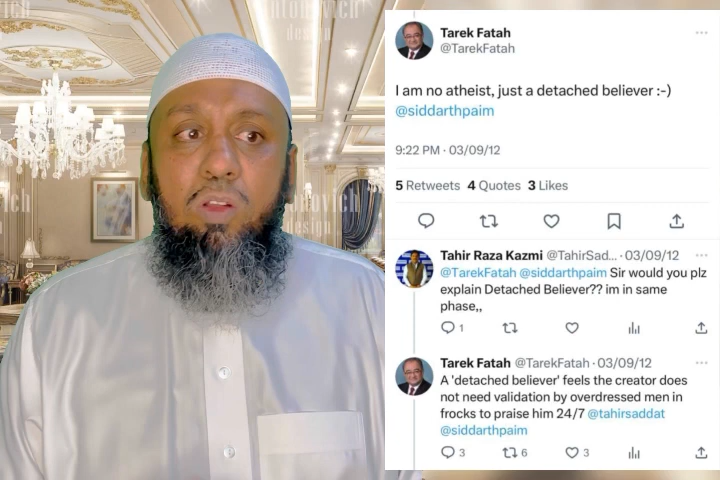 Antonovich
design
Tarek Fatah
@TarekFatah
I am no atheist, just a detached believer :-)
@siddarthpaim
9:22 PM · 03/09/12
5 Retweets 4 Quotes 3 Likes
Tahir Raza Kazmi @TahirSad... · 03/09/12
@TarekFatah @siddarthpaim Sir would you plz
explain Detached Believer?? im in same
phase,,
1
Tarek Fatah @TarekFatah · 03/09/12
A 'detached believer' feels the creator does
not need validation by overdressed men in
frocks to praise him 24/7 @tahirsaddat
@siddarthpaim
3 6 3